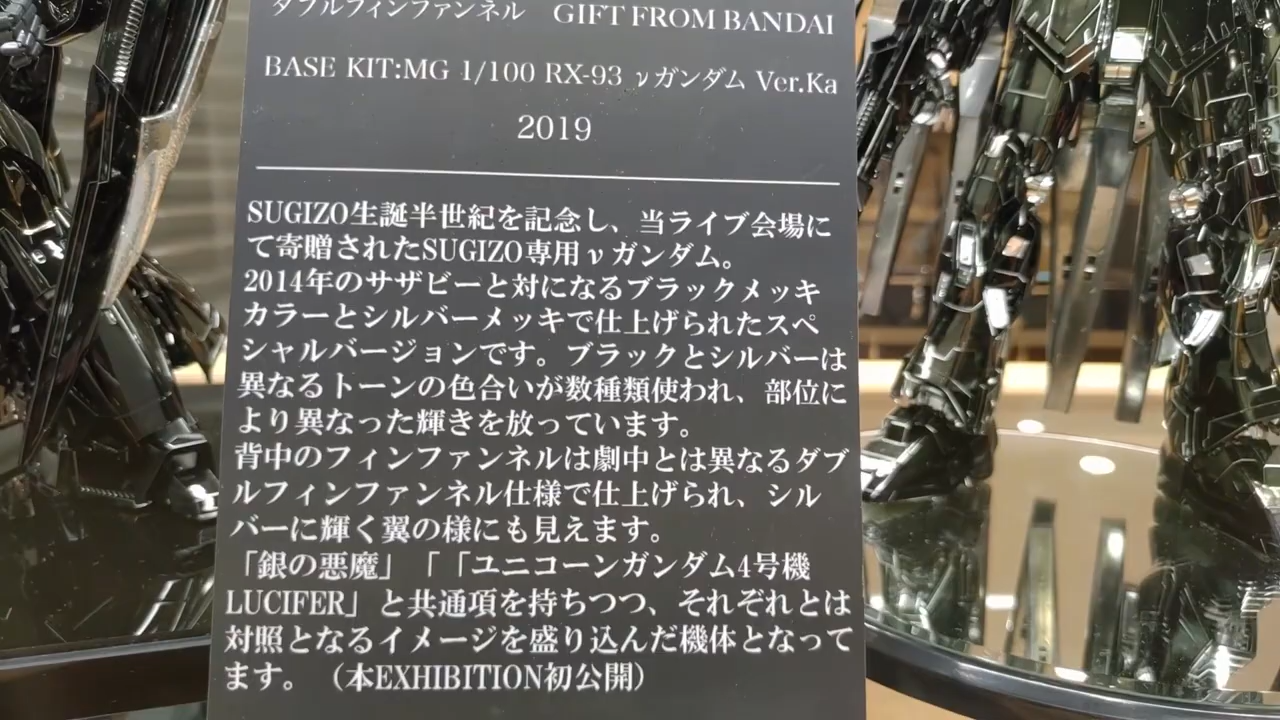 ダブルフィンファンネル GIFT FROM BANDAI
BASE KIT:MG 1/100 RX-93 νガンダム Ver.Ka
2019
SUGIZO生誕半世紀を記念し、当ライブ会場に
て寄贈されたSUGIZO専用νガンダム。
2014年のサザビーと対になるブラックメッキ
カラーとシルバーメッキで仕上げられたスペ
シャルバージョンです。ブラックとシルバーは
異なるトーンの色合いが数種類使われ、部位に
より異なった輝きを放っています。
背中のフィンファンネルは劇中とは異なるダブ
ルフィンファンネル仕様で仕上げられ、シル
バーに輝く翼の様にも見えます。
「銀の悪魔」「「ユニコーンガンダム4号機
LUCIFER」と共通項を持ちつつ、それぞれとは
対照となるイメージを盛り込んだ機体となって
ます。（本EXHIBITION初公開）